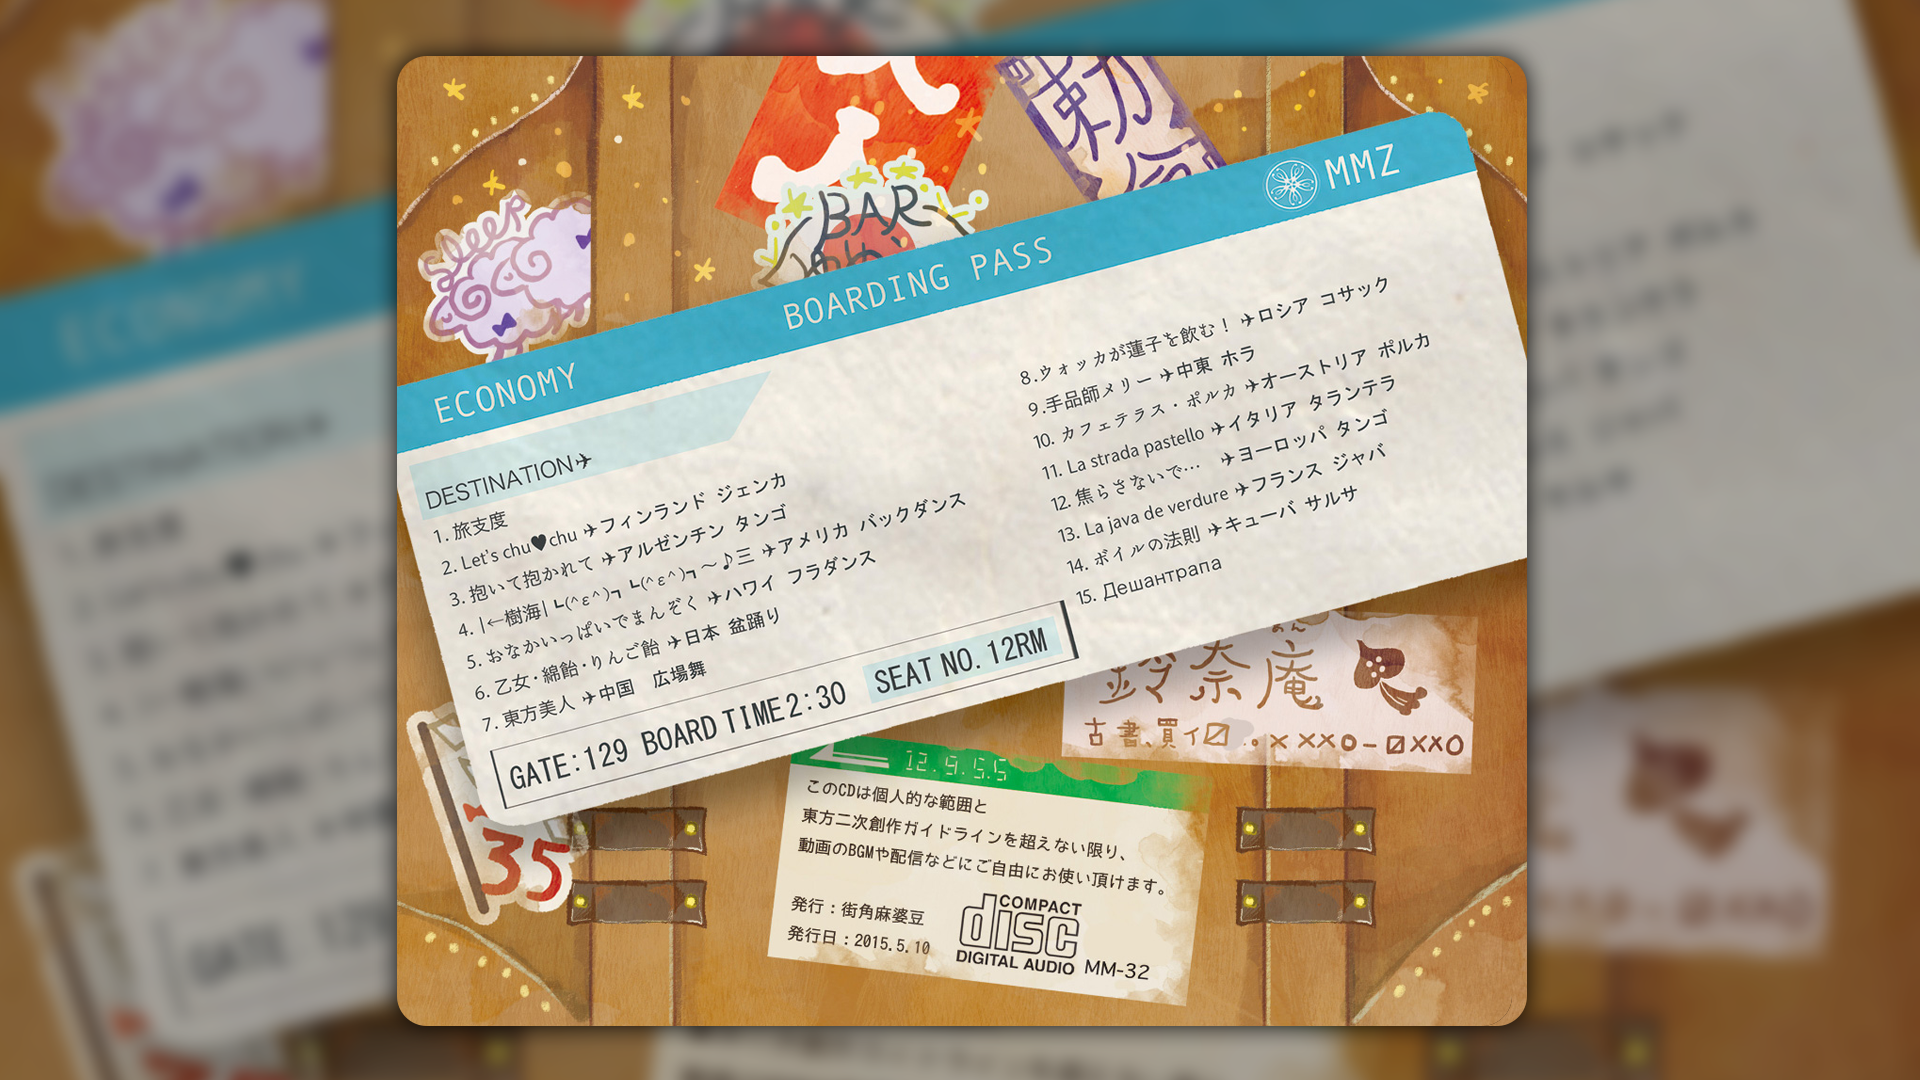 勅
令
SLEEP
BAR
MMZ
BOARDING PASS
ECONOMY
DESTINATION✈
1. 旅支度
2. Let's chu♥chu ✈フィンランド ジェンカ
3. 抱いて抱かれて ✈アルゼンチン タンゴ
4. |←樹海| ┗(^ε^)┓┗(^ε^)┓～♪三 ✈アメリカ バックダンス
5. おなかいっぱいでまんぞく ✈ハワイ フラダンス
6. 乙女・綿飴・りんご飴 ✈日本 盆踊り
7. 東方美人 ✈中国 広場舞
8.ウォッカが蓮子を飲む！ ✈ロシア コサック
9.手品師メリー ✈中東 ホラ
10. カフェテラス・ポルカ ✈オーストリア ポルカ
11. La strada pastello ✈イタリア タランテラ
12. 焦らさないで… ✈ヨーロッパ タンゴ
13. La java de verdure ✈フランス ジャバ
14. ボイルの法則 ✈キューバ サルサ
15. Дешантрапа
GATE:129 BOARD TIME2:30 SEAT NO. 12RM
鈴奈庵
古書、買イ〼 ×××〇-〼××〇
35
12.9.5.5
このCDは個人的な範囲と
東方二次創作ガイドラインを超えない限り、
動画のBGMや配信などにご自由にお使い頂けます。
発行：街角麻婆豆
発行日：2015.5.10
COMPACT
disc
DIGITAL AUDIO
MM-32